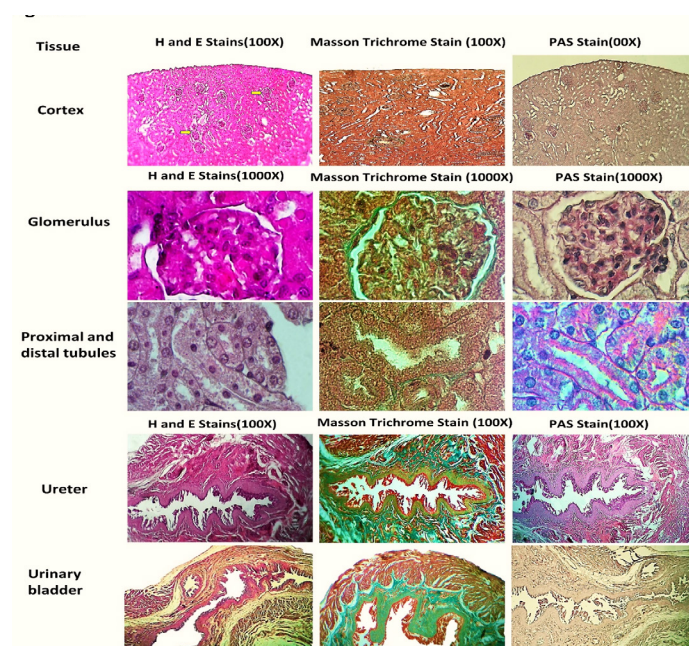 Tissue
H and E Stains(100X) Masson Trichrome Stain (100X) PAS Stain(00X)
Cortex
H and E Stains(1000X) Masson Trichrome Stain(1000X) PAS Stain(1000X)
Glomerulus
Proximal and
distal tubules
H and E Stains(100X) Masson Trichrome Stain (100X) PAS Stain(100X)
Ureter
Urinary
bladder